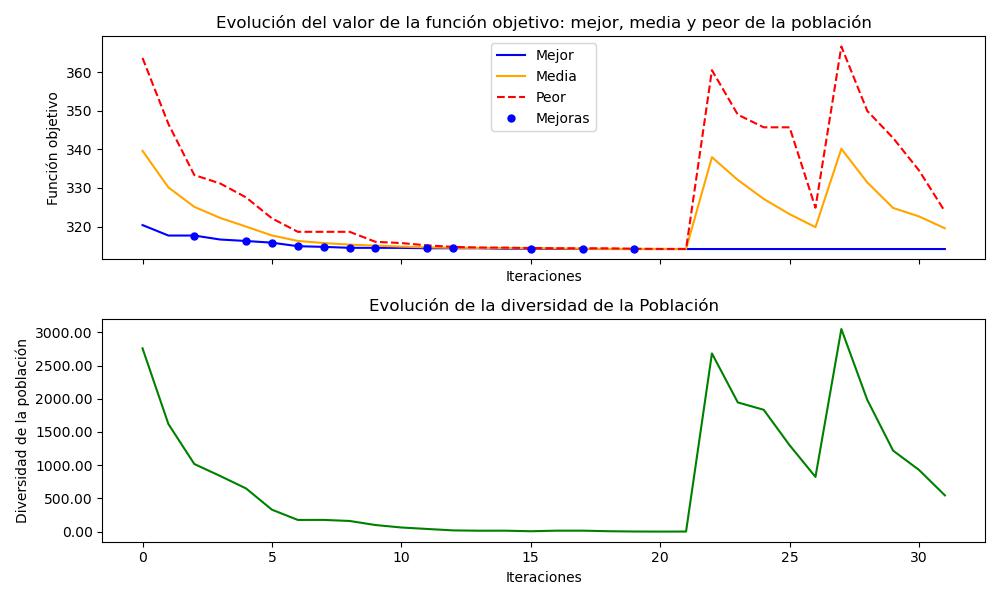 Evolución del valor de la función objetivo: mejor, media y peor de la población
Mejor
Media
Peor
Mejoras
360
350
340
330
320
Función objetivo
Iteraciones
Evolución de la diversidad de la Población
3000.00
2500.00
2000.00
1500.00
1000.00
500.00
0.00
Diversidad de la población
0 5 10 15 20 25 30
Iteraciones